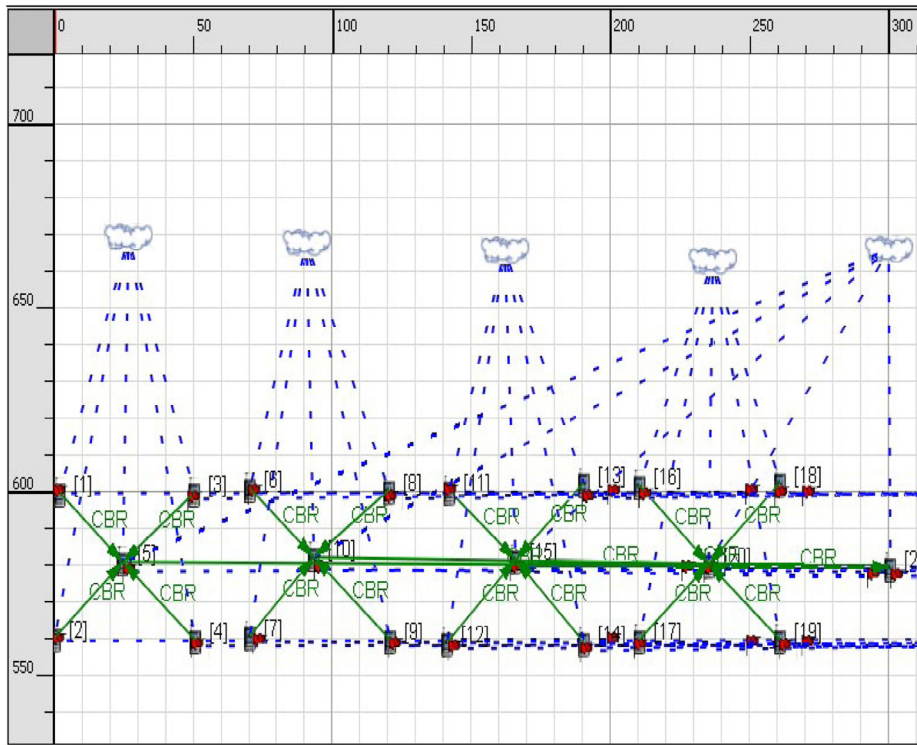 0 50 100 150 200 250 300
700
650
600
[1] [3] [6] [8] [11] [13] [16] [18]
CBR CBR CBR CBR CBR CBR CBR CBR
[5] CBR CBR
CBR CBR CBR CBR CBR CBR CBR CBR
[2] [4] [7] [9] [12] [14] [17] [19]
550